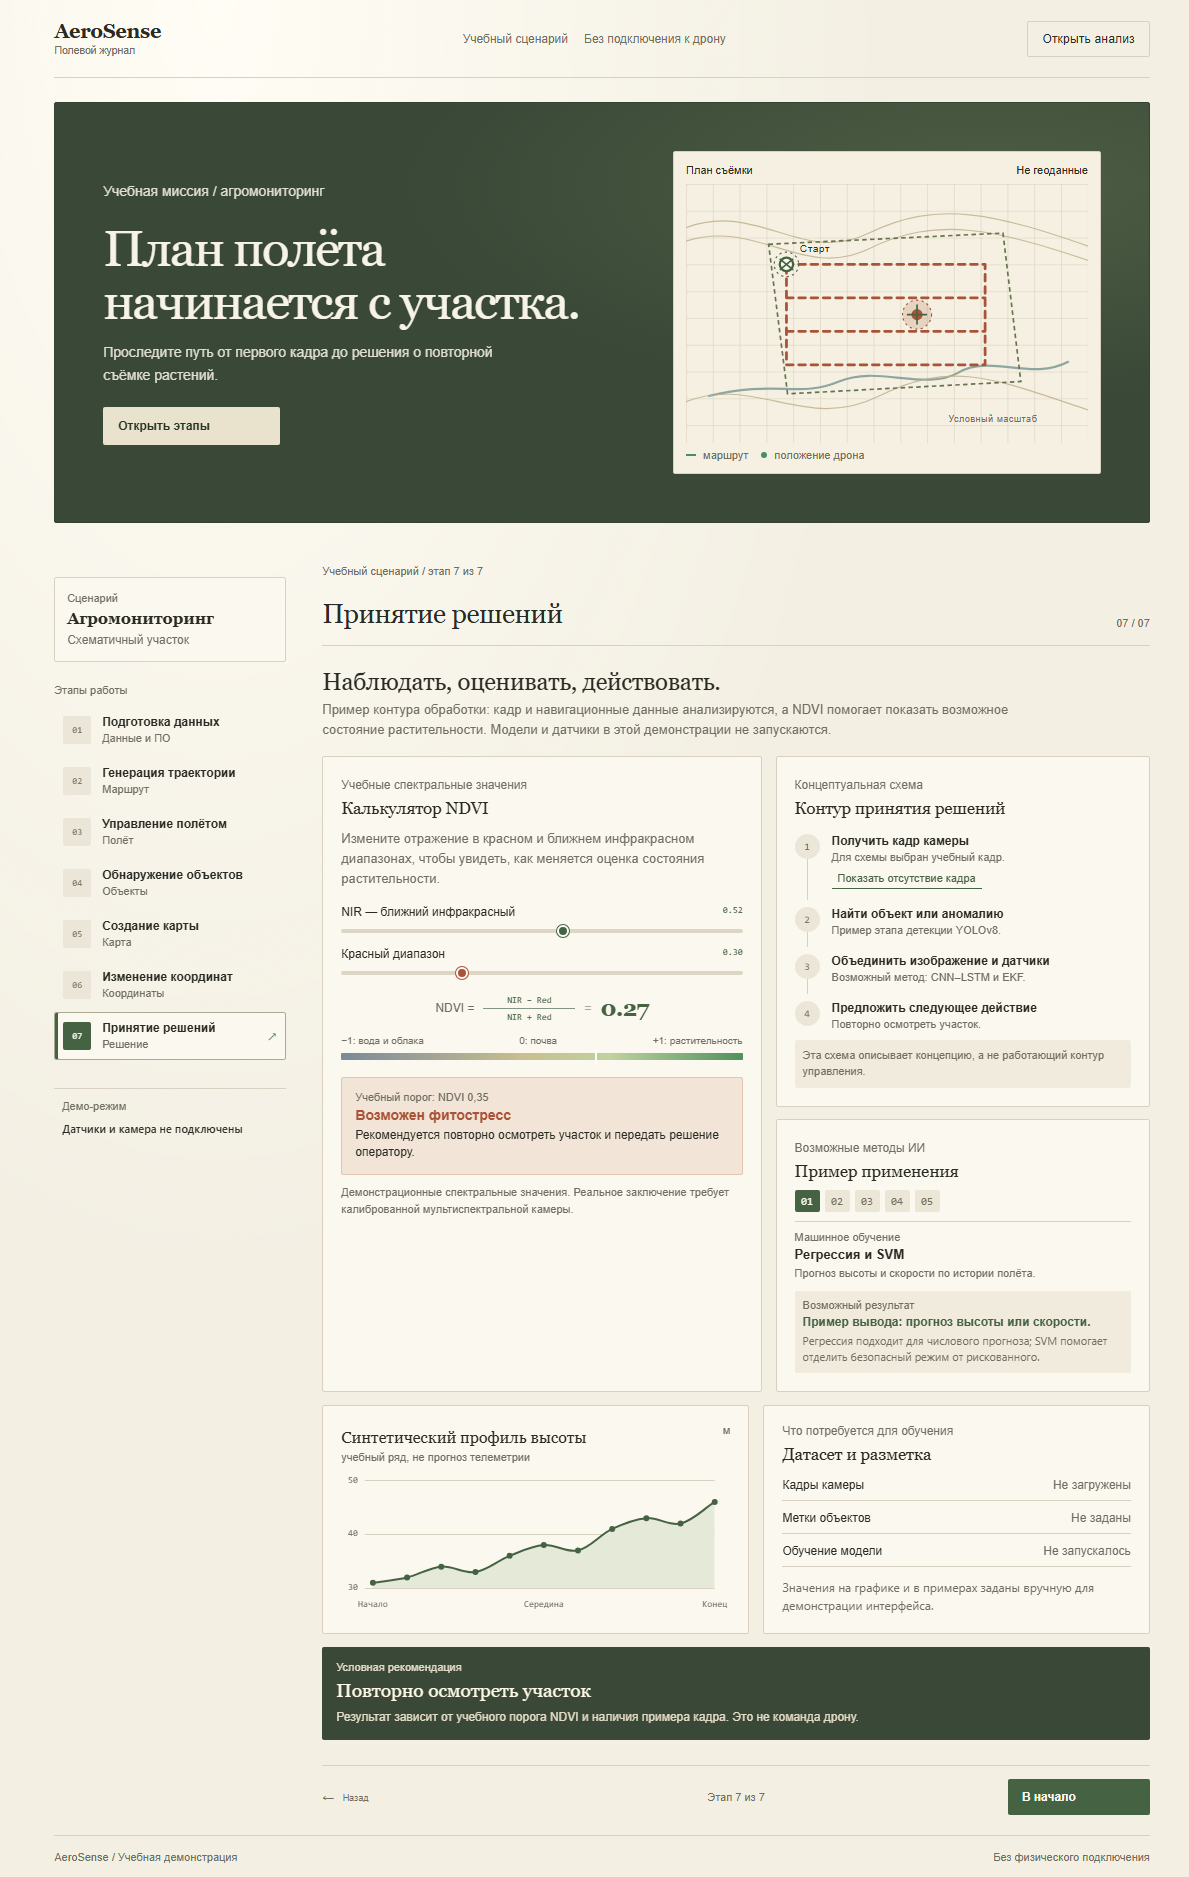 AeroSense
Полевой журнал
Учебный сценарий
Без подключения к дрону
Открыть анализ
Учебная миссия / агромониторинг
План полёта
начинается с участка.
Проследите путь от первого кадра до решения о повторной
съёмке растений.
Открыть этапы
План съёмки
Не геоданные
Старт
Условный масштаб
маршрут
положение дрона
Сценарий
Агромониторинг
Схематичный участок
Этапы работы
01
Подготовка данных
Данные и ПО
02
Генерация траектории
Маршрут
03
Управление полётом
Полёт
04
Обнаружение объектов
Объекты
05
Создание карты
Карта
06
Изменение координат
Координаты
07
Принятие решений
Решение
↗
Демо-режим
Датчики и камера не подключены
Учебный сценарий / этап 7 из 7
Принятие решений
07 / 07
Наблюдать, оценивать, действовать.
Пример контура обработки: кадр и навигационные данные анализируются, а NDVI помогает показать возможное
состояние растительности. Модели и датчики в этой демонстрации не запускаются.
Учебные спектральные значения
Калькулятор NDVI
Измените отражение в красном и ближнем инфракрасном
диапазонах, чтобы увидеть, как меняется оценка состояния
растительности.
NIR — ближний инфракрасный
0.52
Красный диапазон
0.30
NDVI =
NIR − Red
NIR + Red
=
0.27
−1: вода и облака
0: почва
+1: растительность
Учебный порог: NDVI 0,35
Возможен фитостресс
Рекомендуется повторно осмотреть участок и передать решение
оператору.
Демонстрационные спектральные значения. Реальное заключение требует
калиброванной мультиспектральной камеры.
Концептуальная схема
Контур принятия решений
1
Получить кадр камеры
Для схемы выбран учебный кадр.
Показать отсутствие кадра
2
Найти объект или аномалию
Пример этапа детекции YOLOv8.
3
Объединить изображение и датчики
Возможный метод: CNN–LSTM и EKF.
4
Предложить следующее действие
Повторно осмотреть участок.
Эта схема описывает концепцию, а не работающий контур
управления.
Возможные методы ИИ
Пример применения
01 02 03 04 05
Машинное обучение
Регрессия и SVM
Прогноз высоты и скорости по истории полёта.
Возможный результат
Пример вывода: прогноз высоты или скорости.
Регрессия подходит для числового прогноза; SVM помогает
отделить безопасный режим от рискованного.
Синтетический профиль высоты
м
учебный ряд, не прогноз телеметрии
50
40
30
Начало
Середина
Конец
Что потребуется для обучения
Датасет и разметка
Кадры камеры
Не загружены
Метки объектов
Не заданы
Обучение модели
Не запускалось
Значения на графике и в примерах заданы вручную для
демонстрации интерфейса.
Условная рекомендация
Повторно осмотреть участок
Результат зависит от учебного порога NDVI и наличия примера кадра. Это не команда дрону.
← Назад
Этап 7 из 7
В начало
AeroSense / Учебная демонстрация
Без физического подключения